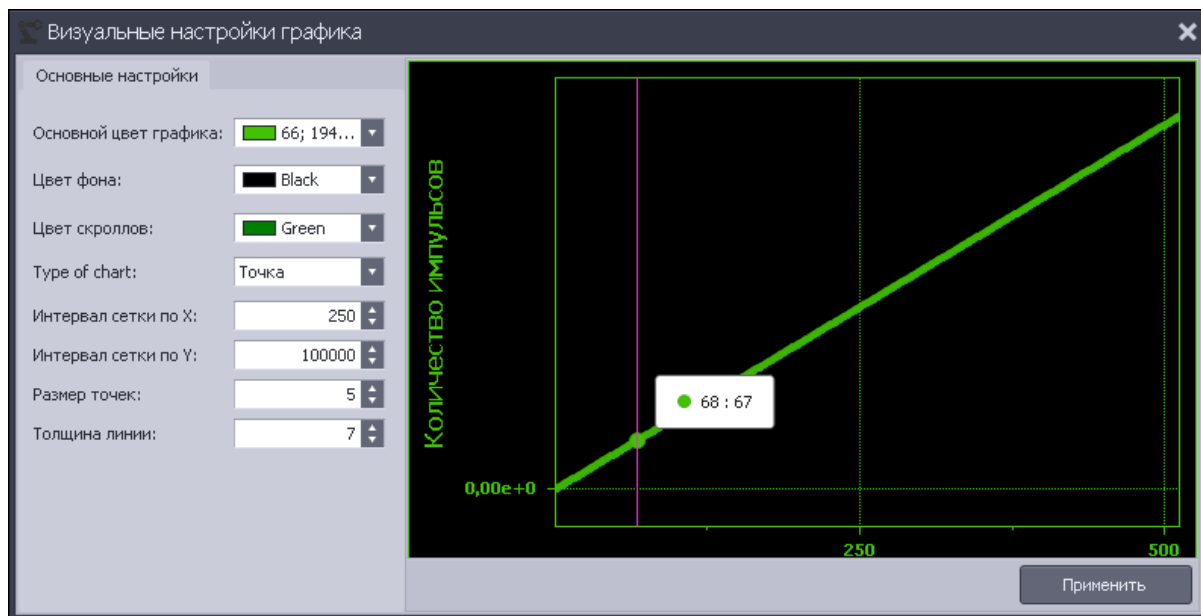 Визуальные настройки графика
Основные настройки
Основной цвет графика: 66; 194...
Цвет фона: Black
Цвет скроллов: Green
Type of chart: Точка
Интервал сетки по X: 250
Интервал сетки по Y: 100000
Размер точек: 5
Толщина линии: 7
Количество импульсов
68 : 67
0,00e+0
250 500
Применить